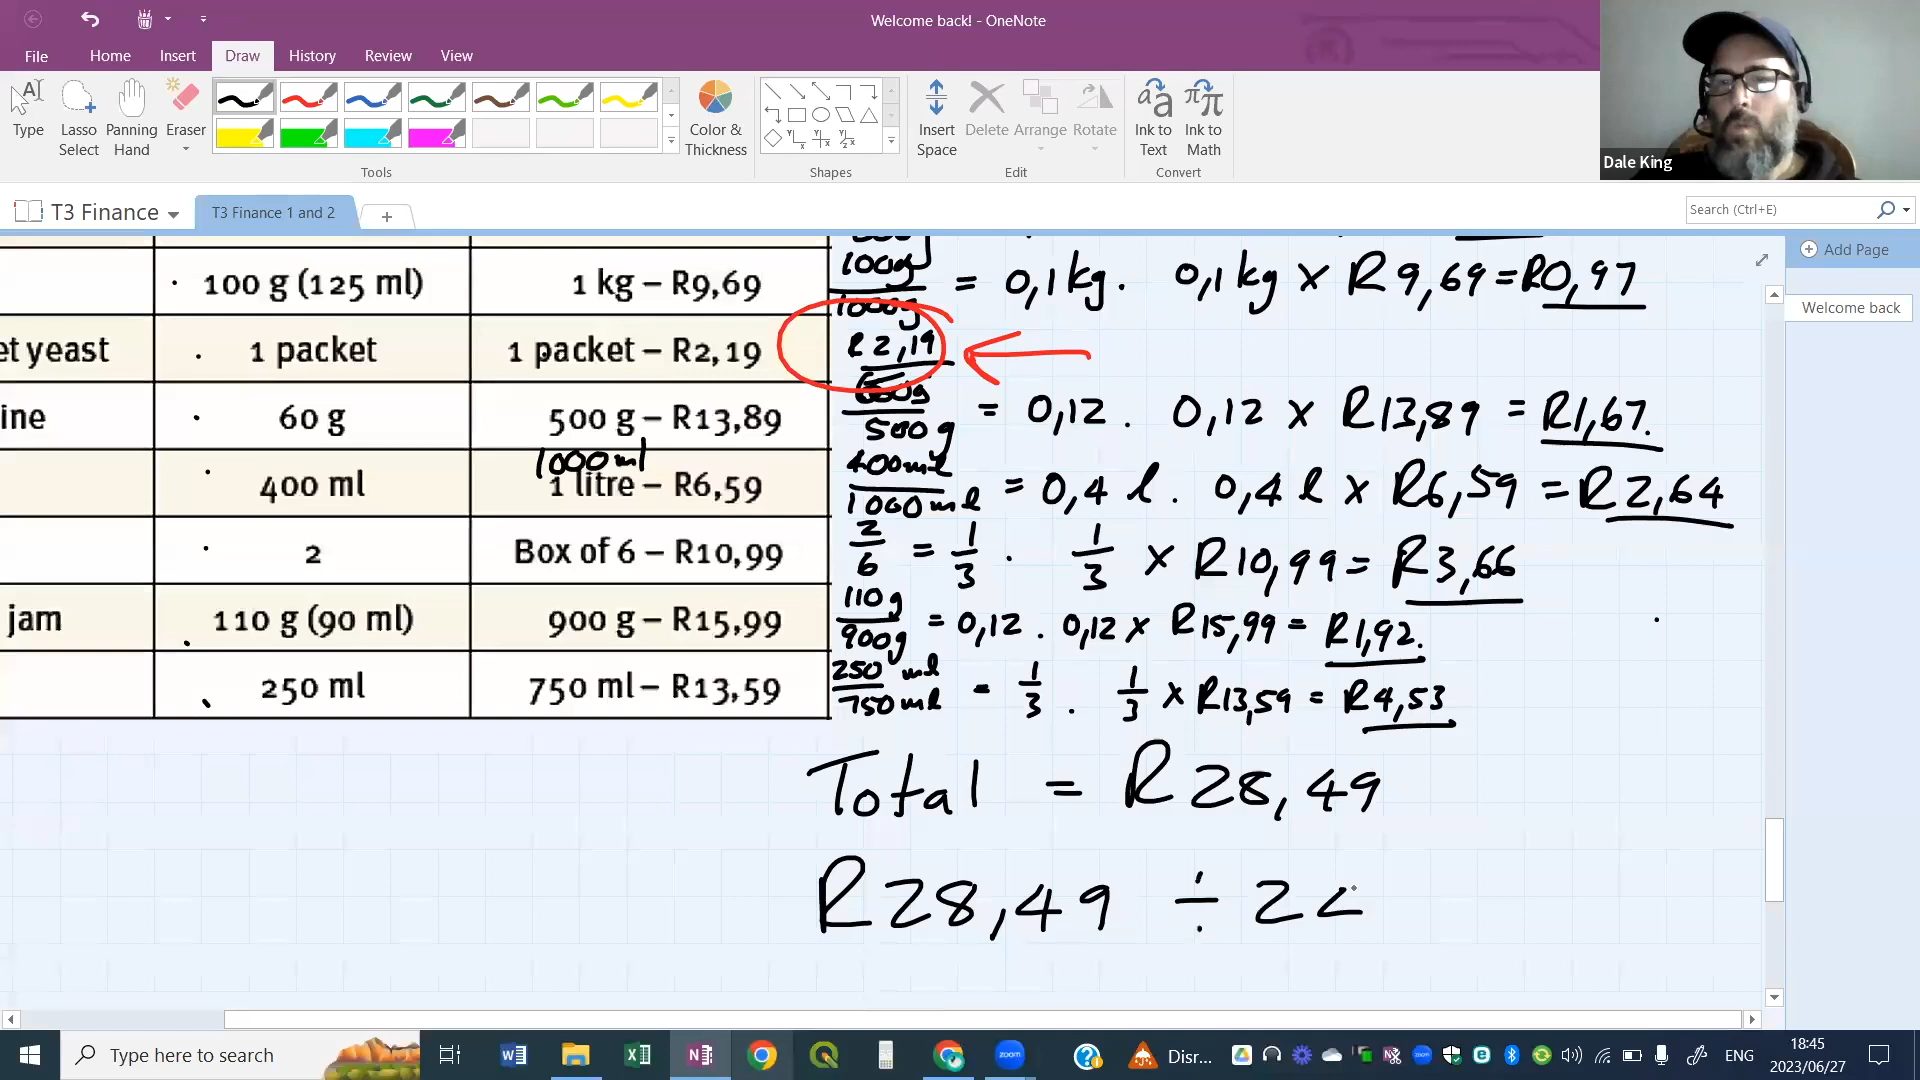 Welcome back! - OneNote
File Home Insert Draw History Review View
Type
Lasso Select
Panning Hand
Eraser
Color & Thickness
Insert Space
Delete
Arrange
Rotate
Ink to Text
Ink to Math
Tools
Shapes
Edit
Convert
Dale King
T3 Finance
T3 Finance 1 and 2
Search (Ctrl+E)
Add Page
Welcome back
100 g (125 ml) 1 kg – R9,69 100g 1000g = 0,1kg. 0,1kg × R9,69 = R0,97
et yeast 1 packet 1 packet – R2,19 R2,19
ine 60 g 500 g – R13,89 500g = 0,12. 0,12 × R13,89 = R1,67.
1000ml
400 ml 1 litre – R6,59 400ml 1000ml = 0,4 l. 0,4 l × R6,59 = R2,64
2 Box of 6 – R10,99 2/6 = 1/3. 1/3 × R10,99 = R3,66
jam 110 g (90 ml) 900 g – R15,99 110g 900g = 0,12. 0,12 × R15,99 = R1,92.
250 ml 750 ml – R13,59 250 ml 750ml = 1/3. 1/3 × R13,59 = R4,53
Total = R28,49
R28,49 ÷ 2
Type here to search
zoom
Disr...
ENG
18:45
2023/06/27